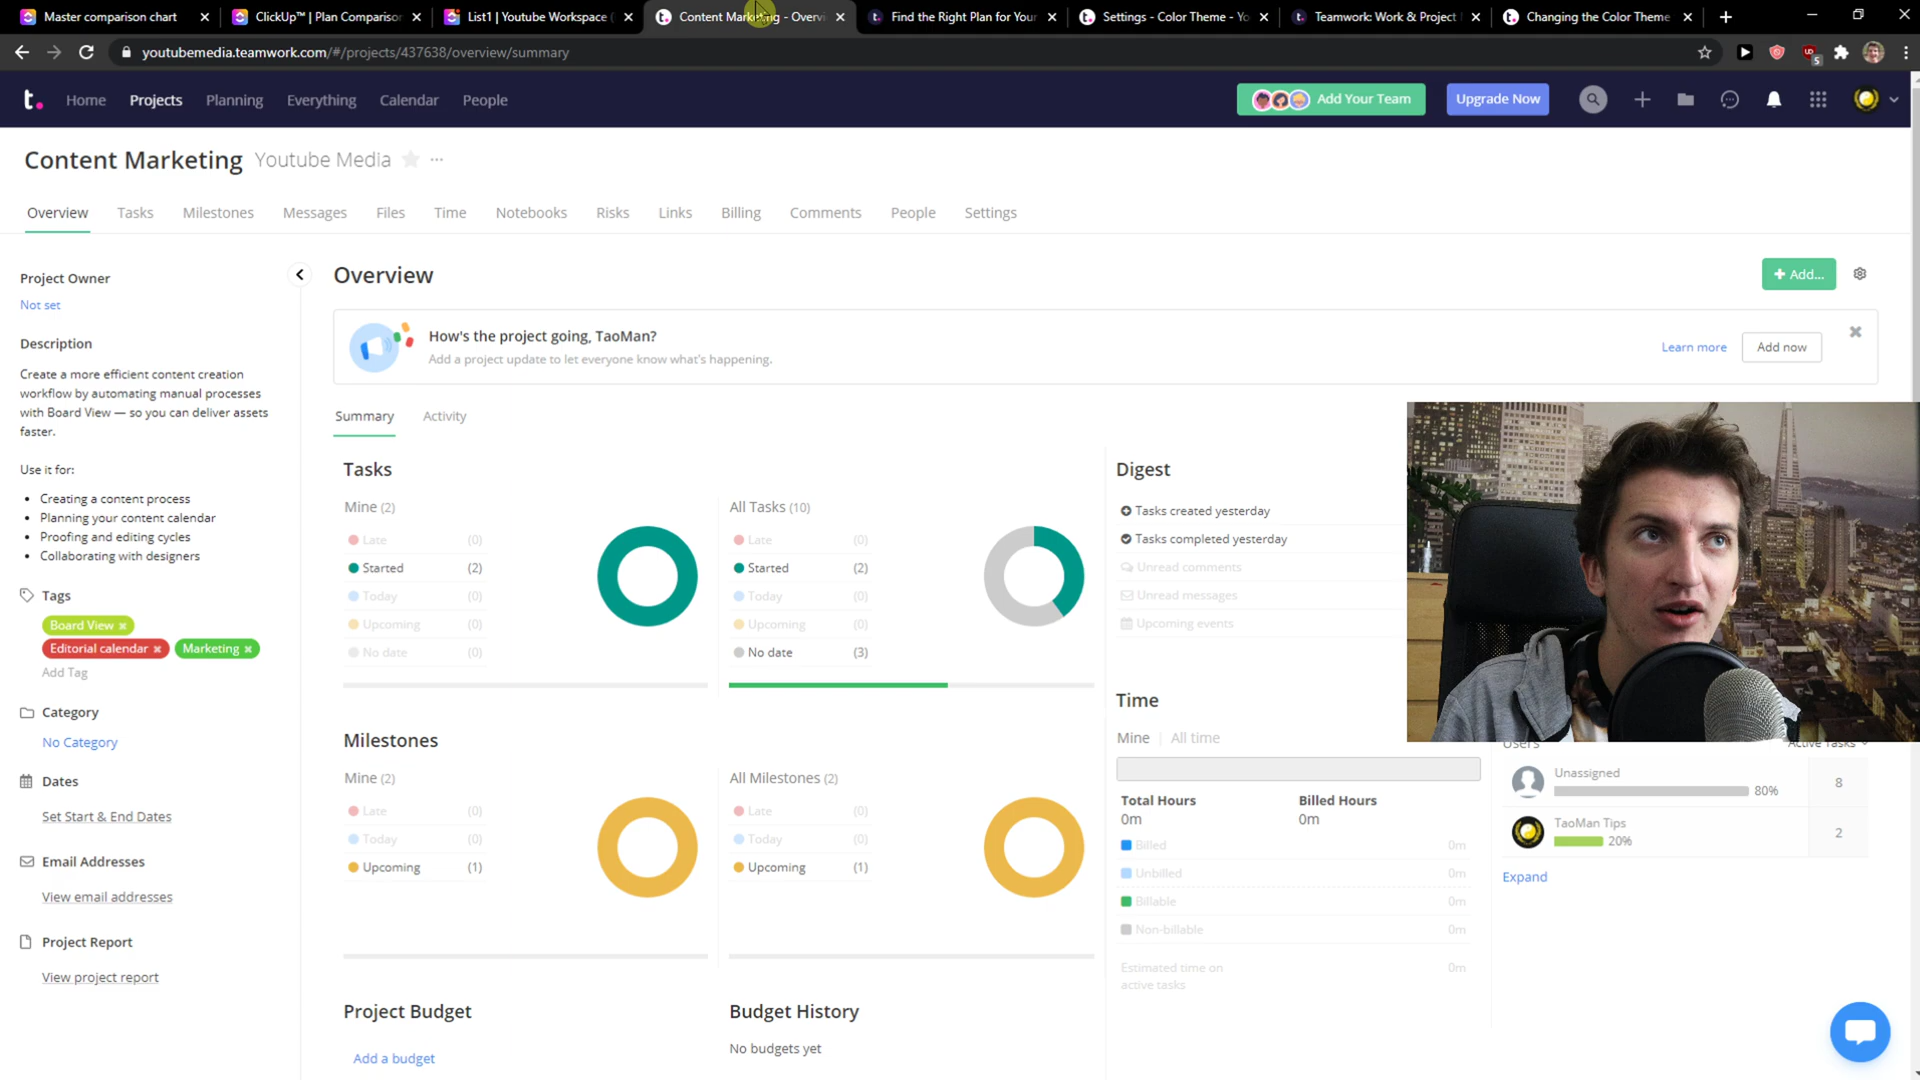 Master comparison chart
ClickUp™ | Plan Comparison
List1 | Youtube Workspace
Content Marketing - Overvi
Find the Right Plan for Your
Settings - Color Theme - Yo
Teamwork: Work & Project
Changing the Color Theme
youtubemedia.teamwork.com/#/projects/437638/overview/summary
5
t.
Home
Projects
Planning
Everything
Calendar
People
Add Your Team
Upgrade Now
Content Marketing Youtube Media
Overview
Tasks
Milestones
Messages
Files
Time
Notebooks
Risks
Links
Billing
Comments
People
Settings
Project Owner
Not set
Description
Create a more efficient content creation
workflow by automating manual processes
with Board View — so you can deliver assets
faster.
Use it for:
• Creating a content process
• Planning your content calendar
• Proofing and editing cycles
• Collaborating with designers
Tags
Board View ×
Editorial calendar × Marketing ×
Add Tag
Category
No Category
Dates
Set Start & End Dates
Email Addresses
View email addresses
Project Report
View project report
Overview
+ Add...
How's the project going, TaoMan?
Add a project update to let everyone know what's happening.
Learn more
Add now
Summary
Activity
Tasks
Mine (2)
Late (0)
Started (2)
Today (0)
Upcoming (0)
No date (0)
All Tasks (10)
Late (0)
Started (2)
Today (0)
Upcoming (0)
No date (3)
Milestones
Mine (2)
Late (0)
Today (0)
Upcoming (1)
All Milestones (2)
Late (0)
Today (0)
Upcoming (1)
Project Budget
Add a budget
Budget History
No budgets yet
Digest
Tasks created yesterday
Tasks completed yesterday
Unread comments
Unread messages
Upcoming events
Time
Mine | All time
Total Hours
0m
Billed Hours
0m
Billed 0m
Unbilled 0m
Billable 0m
Non-billable 0m
Estimated time on
active tasks 0m
Users
Active Tasks
Unassigned
80%
8
TaoMan Tips
20%
2
Expand